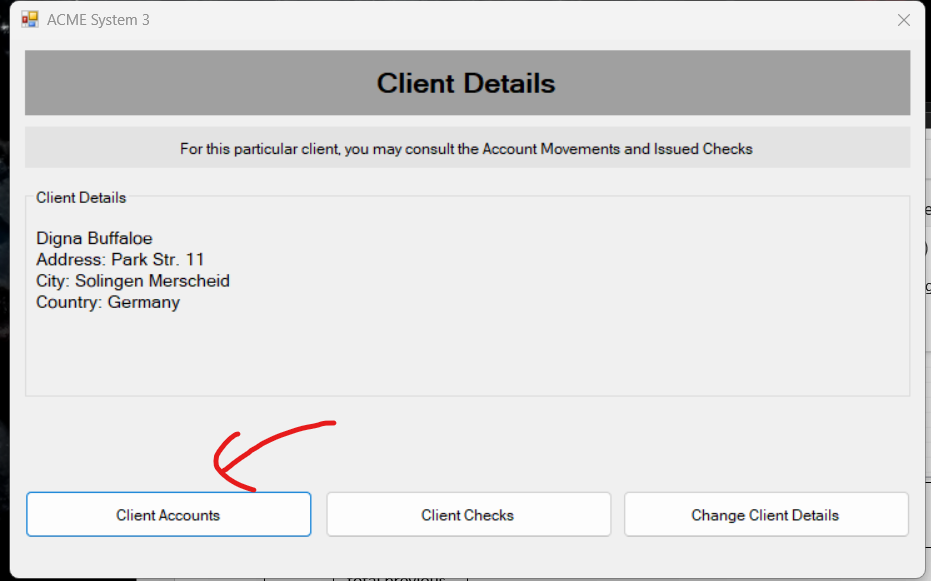 ACME System 3
Client Details
For this particular client, you may consult the Account Movements and Issued Checks
Client Details
Digna Buffaloe
Address: Park Str. 11
City: Solingen Merscheid
Country: Germany
Client Accounts
Client Checks
Change Client Details